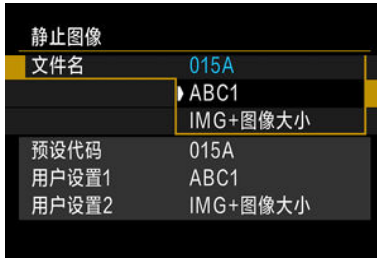 静止图像
文件名 015A
ABC1
IMG+图像大小
预设代码 015A
用户设置1 ABC1
用户设置2 IMG+图像大小